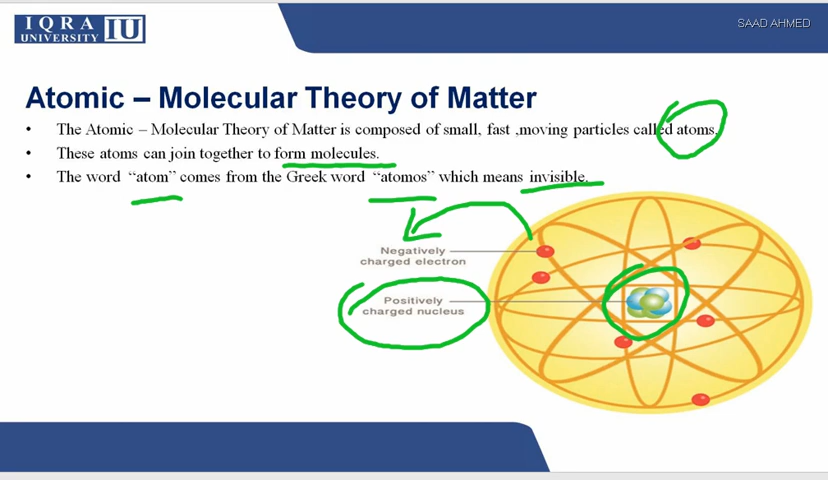 IQRA
UNIVERSITY IU
SAAD AHMED
Atomic – Molecular Theory of Matter
• The Atomic – Molecular Theory of Matter is composed of small, fast ,moving particles called atoms.
• These atoms can join together to form molecules.
• The word “atom” comes from the Greek word “atomos” which means invisible.
Negatively
charged electron
Positively
charged nucleus